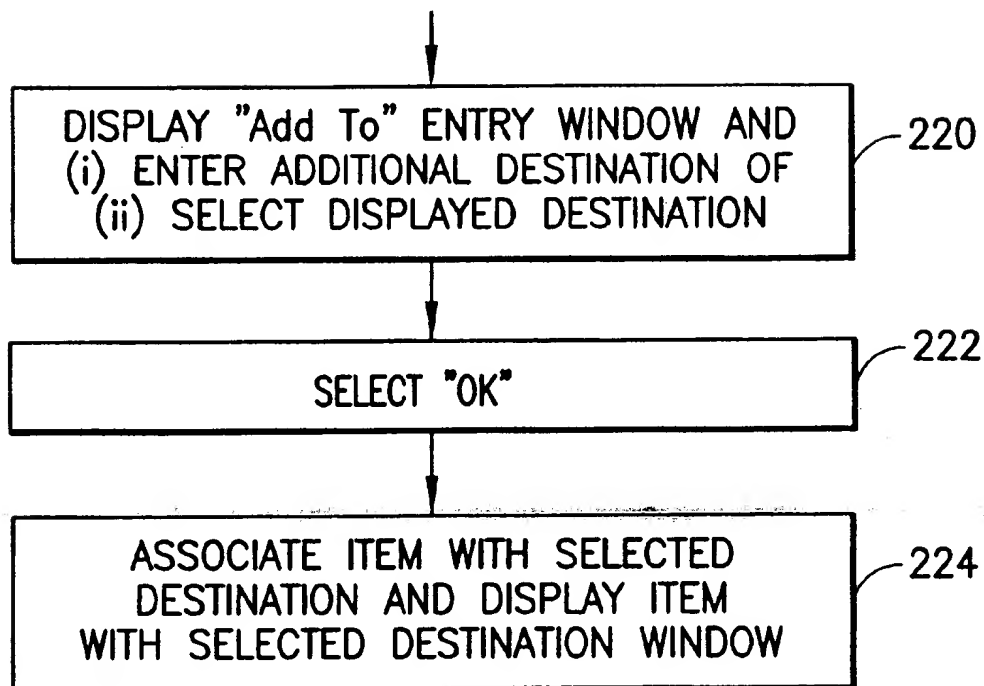 DISPLAY "Add To" ENTRY WINDOW AND
(i) ENTER ADDITIONAL DESTINATION OF
(ii) SELECT DISPLAYED DESTINATION
220
SELECT "OK"
222
ASSOCIATE ITEM WITH SELECTED
DESTINATION AND DISPLAY ITEM
WITH SELECTED DESTINATION WINDOW
224